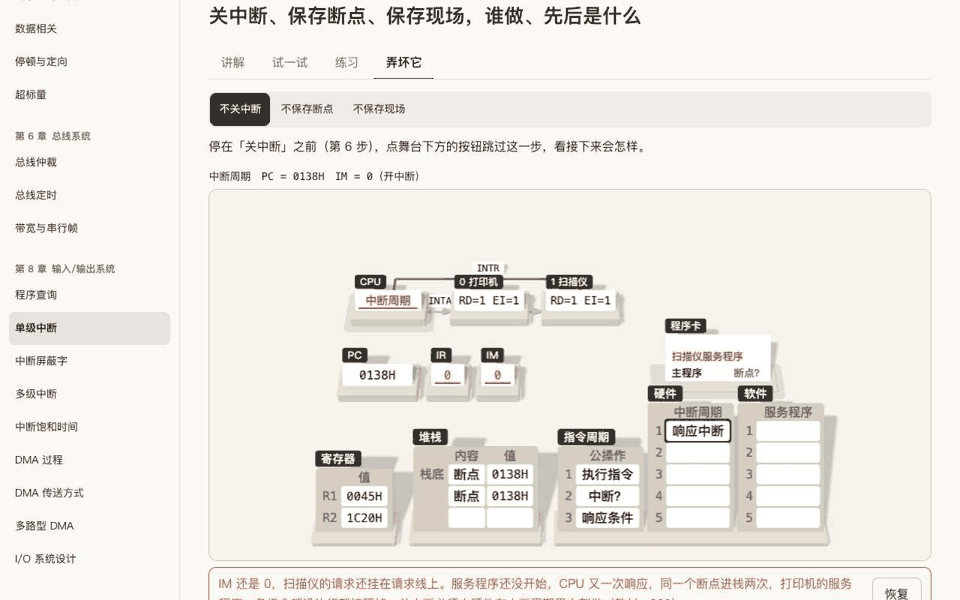 关中断、保存断点、保存现场，谁做、先后是什么
数据相关
停顿与定向
超标量
第 6 章 总线系统
总线仲裁
总线定时
带宽与串行帧
第 8 章 输入/输出系统
程序查询
单级中断
中断屏蔽字
多级中断
中断饱和时间
DMA 过程
DMA 传送方式
多路型 DMA
I/O 系统设计
讲解 试一试 练习 弄坏它
不关中断 不保存断点 不保存现场
停在「关中断」之前（第 6 步），点舞台下方的按钮跳过这一步，看接下来会怎样。
中断周期 PC = 0138H IM = 0（开中断）
INTR
CPU 0 打印机 1 扫描仪
中断周期 INTA RD=1 EI=1 RD=1 EI=1
程序卡
扫描仪服务程序
主程序 断点?
PC IR IM
0138H 0 0
硬件 软件
中断周期 服务程序
1 响应中断 1
2 2
3 3
4 4
5 5
寄存器
值
R1 0045H
R2 1C20H
堆栈
内容 值
栈底 断点 0138H
断点 0138H
指令周期
公操作
1 执行指令
2 中断?
3 响应条件
IM 还是 0，扫描仪的请求还挂在请求线上。服务程序还没开始，CPU 又一次响应，同一个断点进栈两次，打印机的服务
恢复